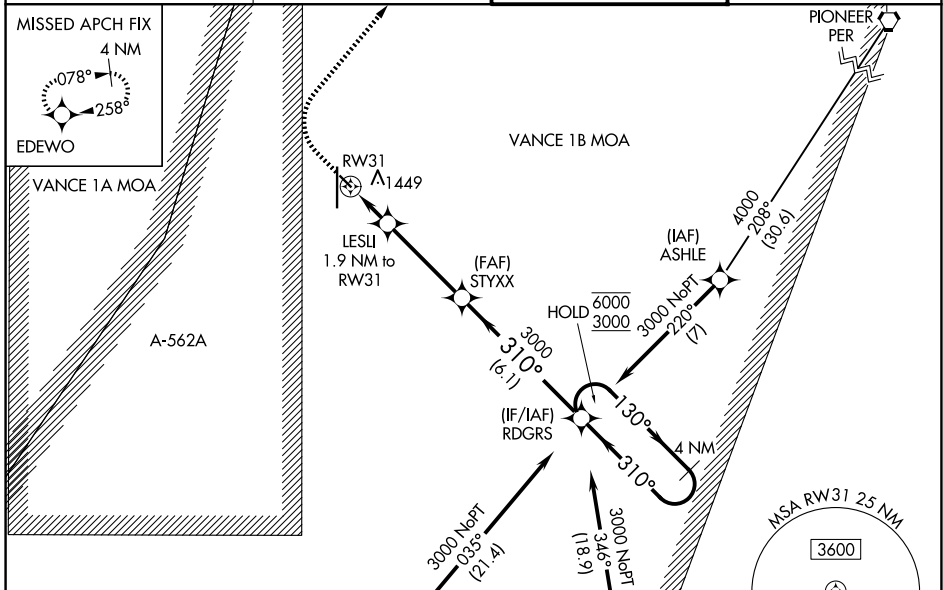 MISSED APCH FIX
4 NM
078°
258°
EDEWO
VANCE 1A MOA
A-562A
PIONEER
PER
VANCE 1B MOA
RW31
1449
LESLI
1.9 NM to
RW31
(FAF)
STYXX
4000
208°
(30.6)
(IAF)
ASHLE
3000 NoPT
220°
(7)
HOLD
6000
3000
3000
310°
(6.1)
(IF/IAF)
RDGRS
130°
4 NM
310°
3000 NoPT
035°
(21.4)
3000 NoPT
346°
(18.9)
MSA RW31 25 NM
3600